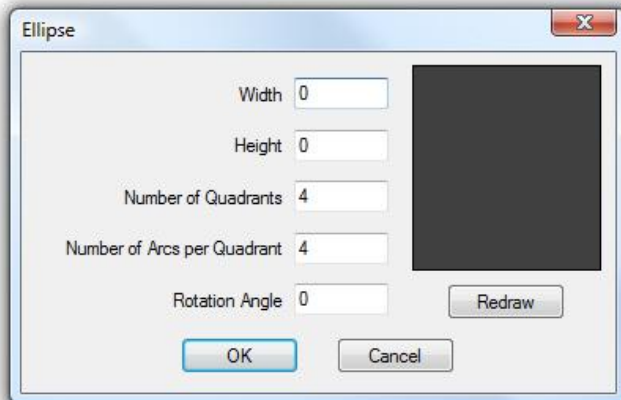 Ellipse
Width 0
Height 0
Number of Quadrants 4
Number of Arcs per Quadrant 4
Rotation Angle 0
Redraw
OK Cancel